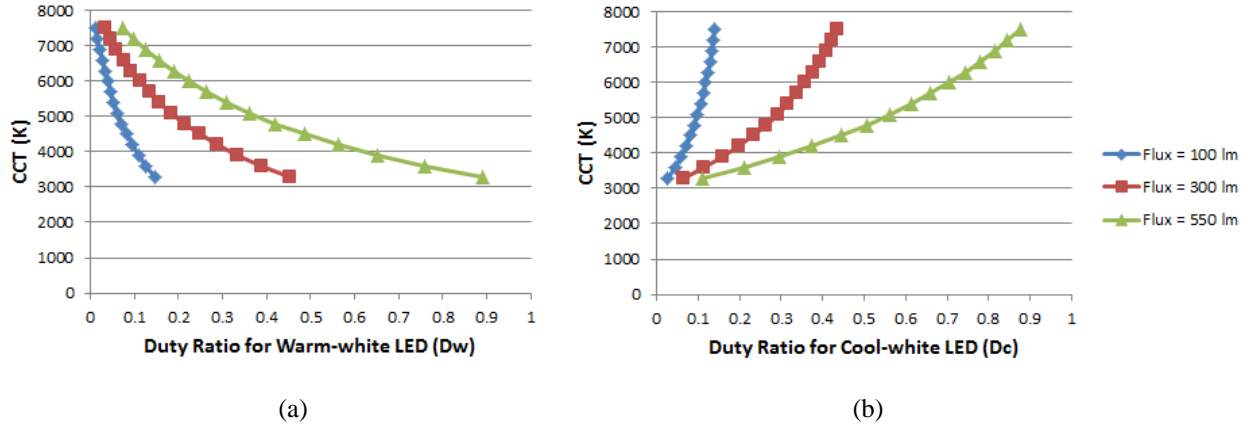 8000
7000
6000
5000
4000
3000
2000
1000
0
CCT (K)
0 0.1 0.2 0.3 0.4 0.5 0.6 0.7 0.8 0.9 1
Duty Ratio for Warm-white LED (Dw)
(a)
8000
7000
6000
5000
4000
3000
2000
1000
0
CCT (K)
0 0.1 0.2 0.3 0.4 0.5 0.6 0.7 0.8 0.9 1
Duty Ratio for Cool-white LED (Dc)
(b)
Flux = 100 lm
Flux = 300 lm
Flux = 550 lm